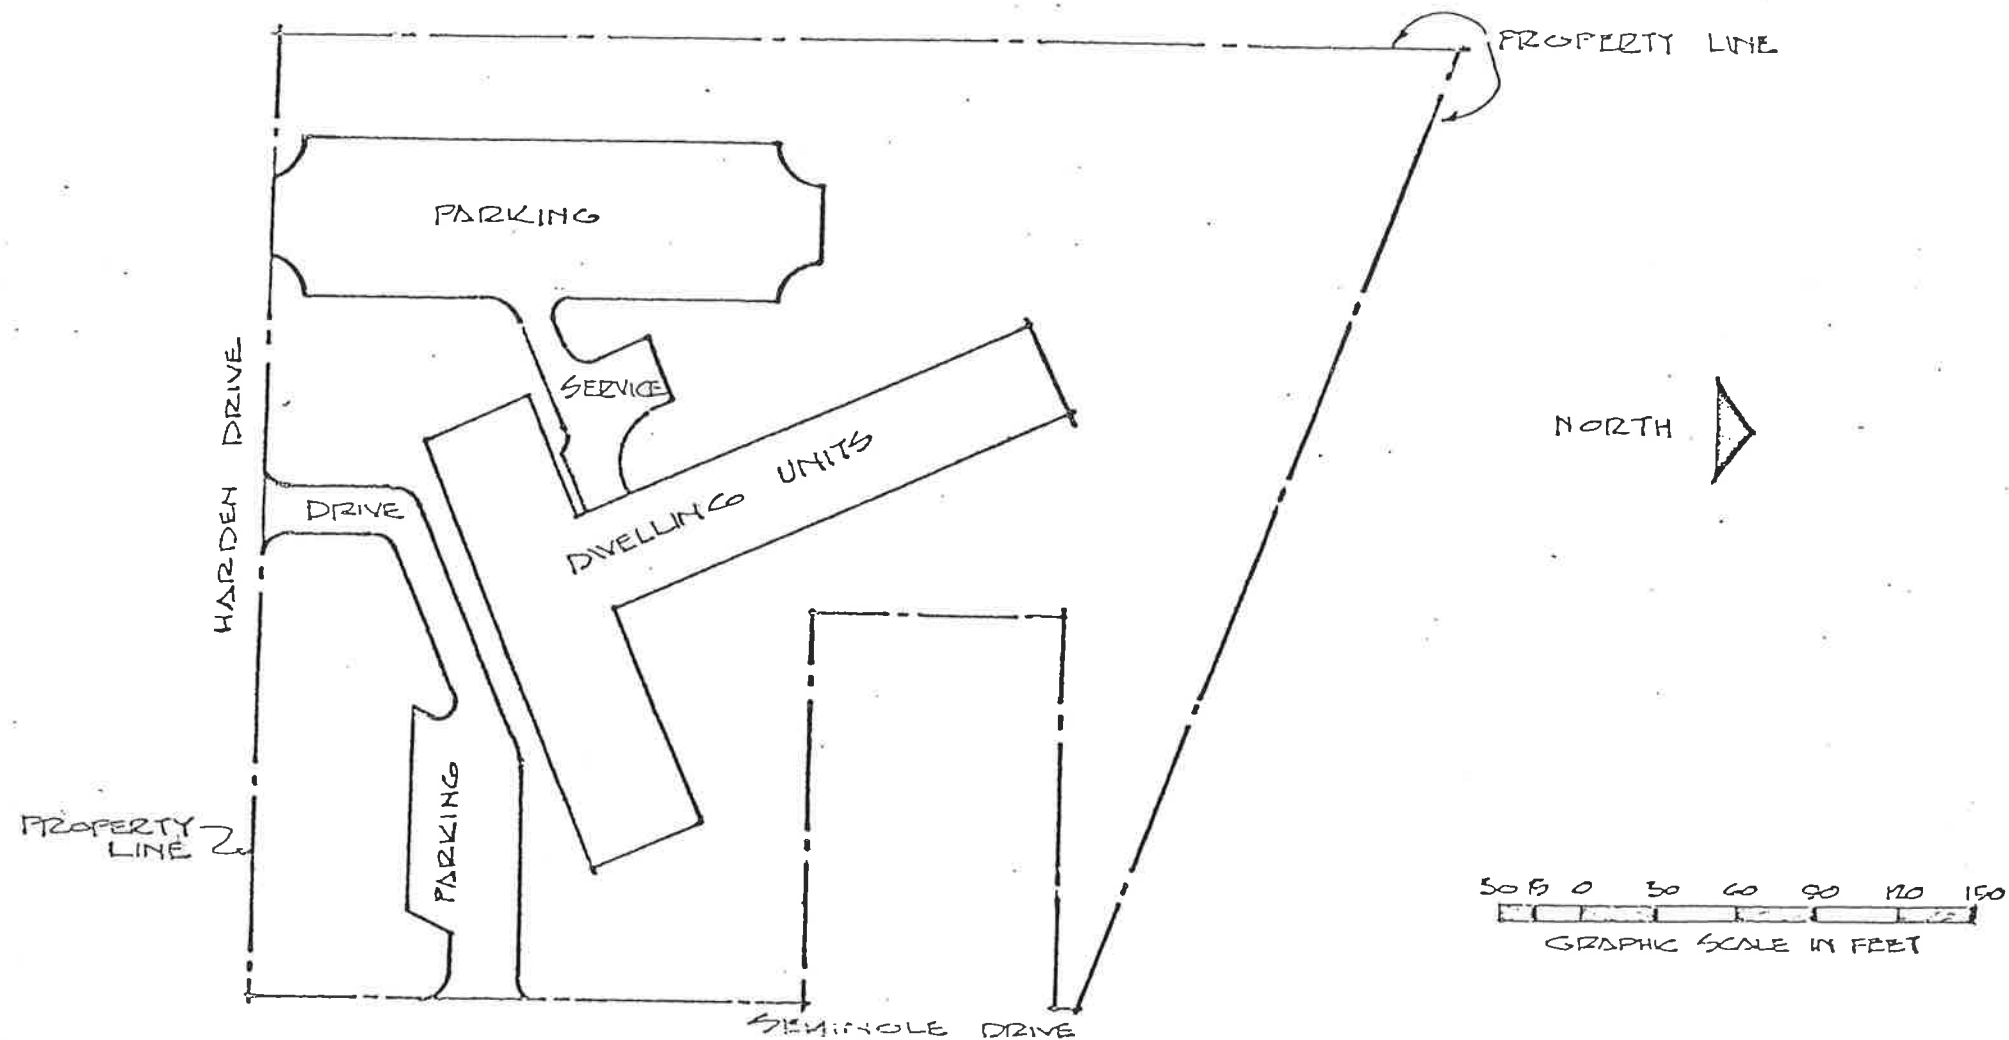 PROPERTY LINE
PARKING
SERVICE
HARDEN DRIVE
DRIVE
DWELLING UNITS
NORTH
PROPERTY
LINE
PARKING
30 15 0 30 60 90 120 150
GRAPHIC SCALE IN FEET
SEMINOLE DRIVE